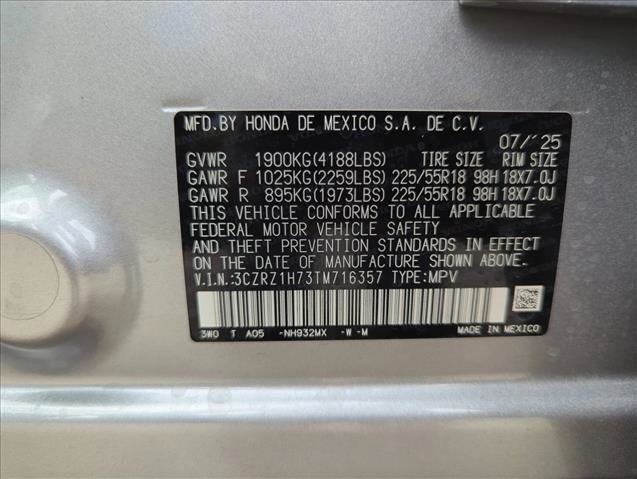 MFD.BY HONDA DE MEXICO S.A. DE C.V.
07/'25
GVWR 1900KG(4188LBS) TIRE SIZE RIM SIZE
GAWR F 1025KG(2259LBS) 225/55R18 98H 18X7.0J
GAWR R 895KG(1973LBS) 225/55R18 98H 18X7.0J
THIS VEHICLE CONFORMS TO ALL APPLICABLE
FEDERAL MOTOR VEHICLE SAFETY
AND THEFT PREVENTION STANDARDS IN EFFECT
ON THE DATE OF MANUFACTURE SHOWN ABOVE.
V.I.N.:3CZRZ1H73TM716357 TYPE:MPV
3W0 T A05 -NH932MX -W -M MADE IN MEXICO